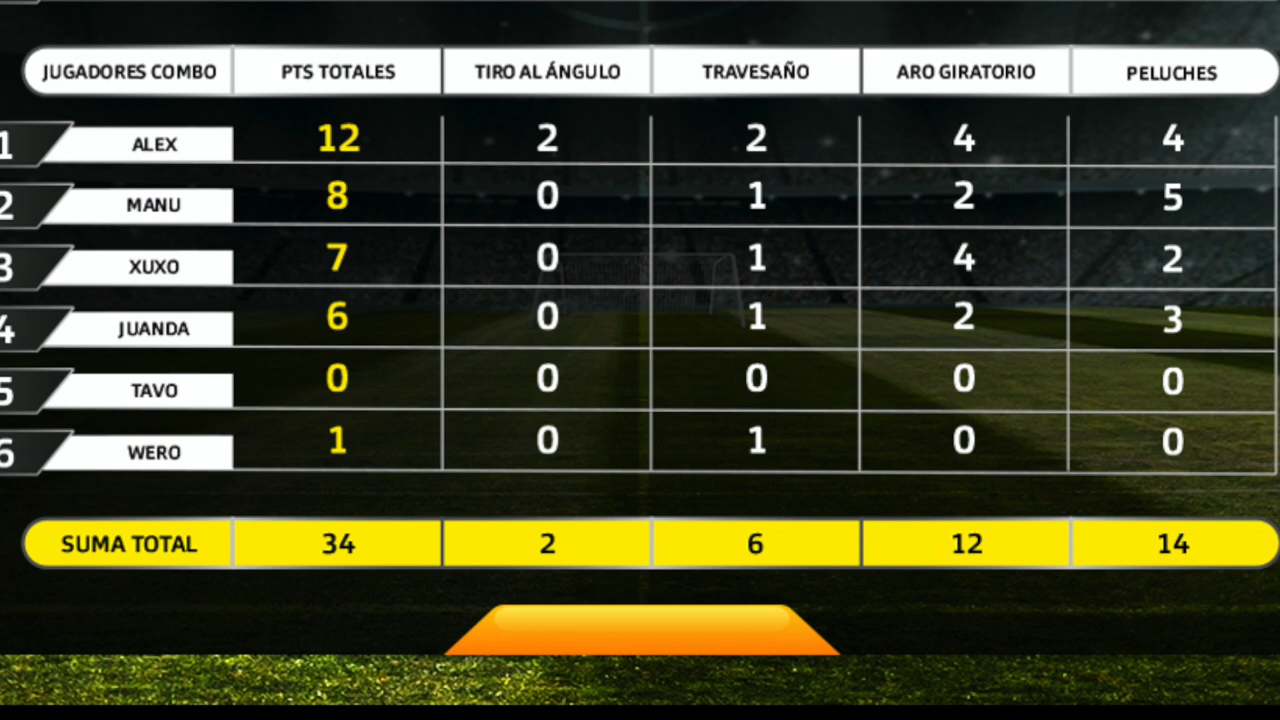 JUGADORES COMBO PTS TOTALES TIRO AL ÁNGULO TRAVESAÑO ARO GIRATORIO PELUCHES
1 ALEX 12 2 2 4 4
2 MANU 8 0 1 2 5
3 XUXO 7 0 1 4 2
4 JUANDA 6 0 1 2 3
5 TAVO 0 0 0 0 0
6 WERO 1 0 1 0 0
SUMA TOTAL 34 2 6 12 14